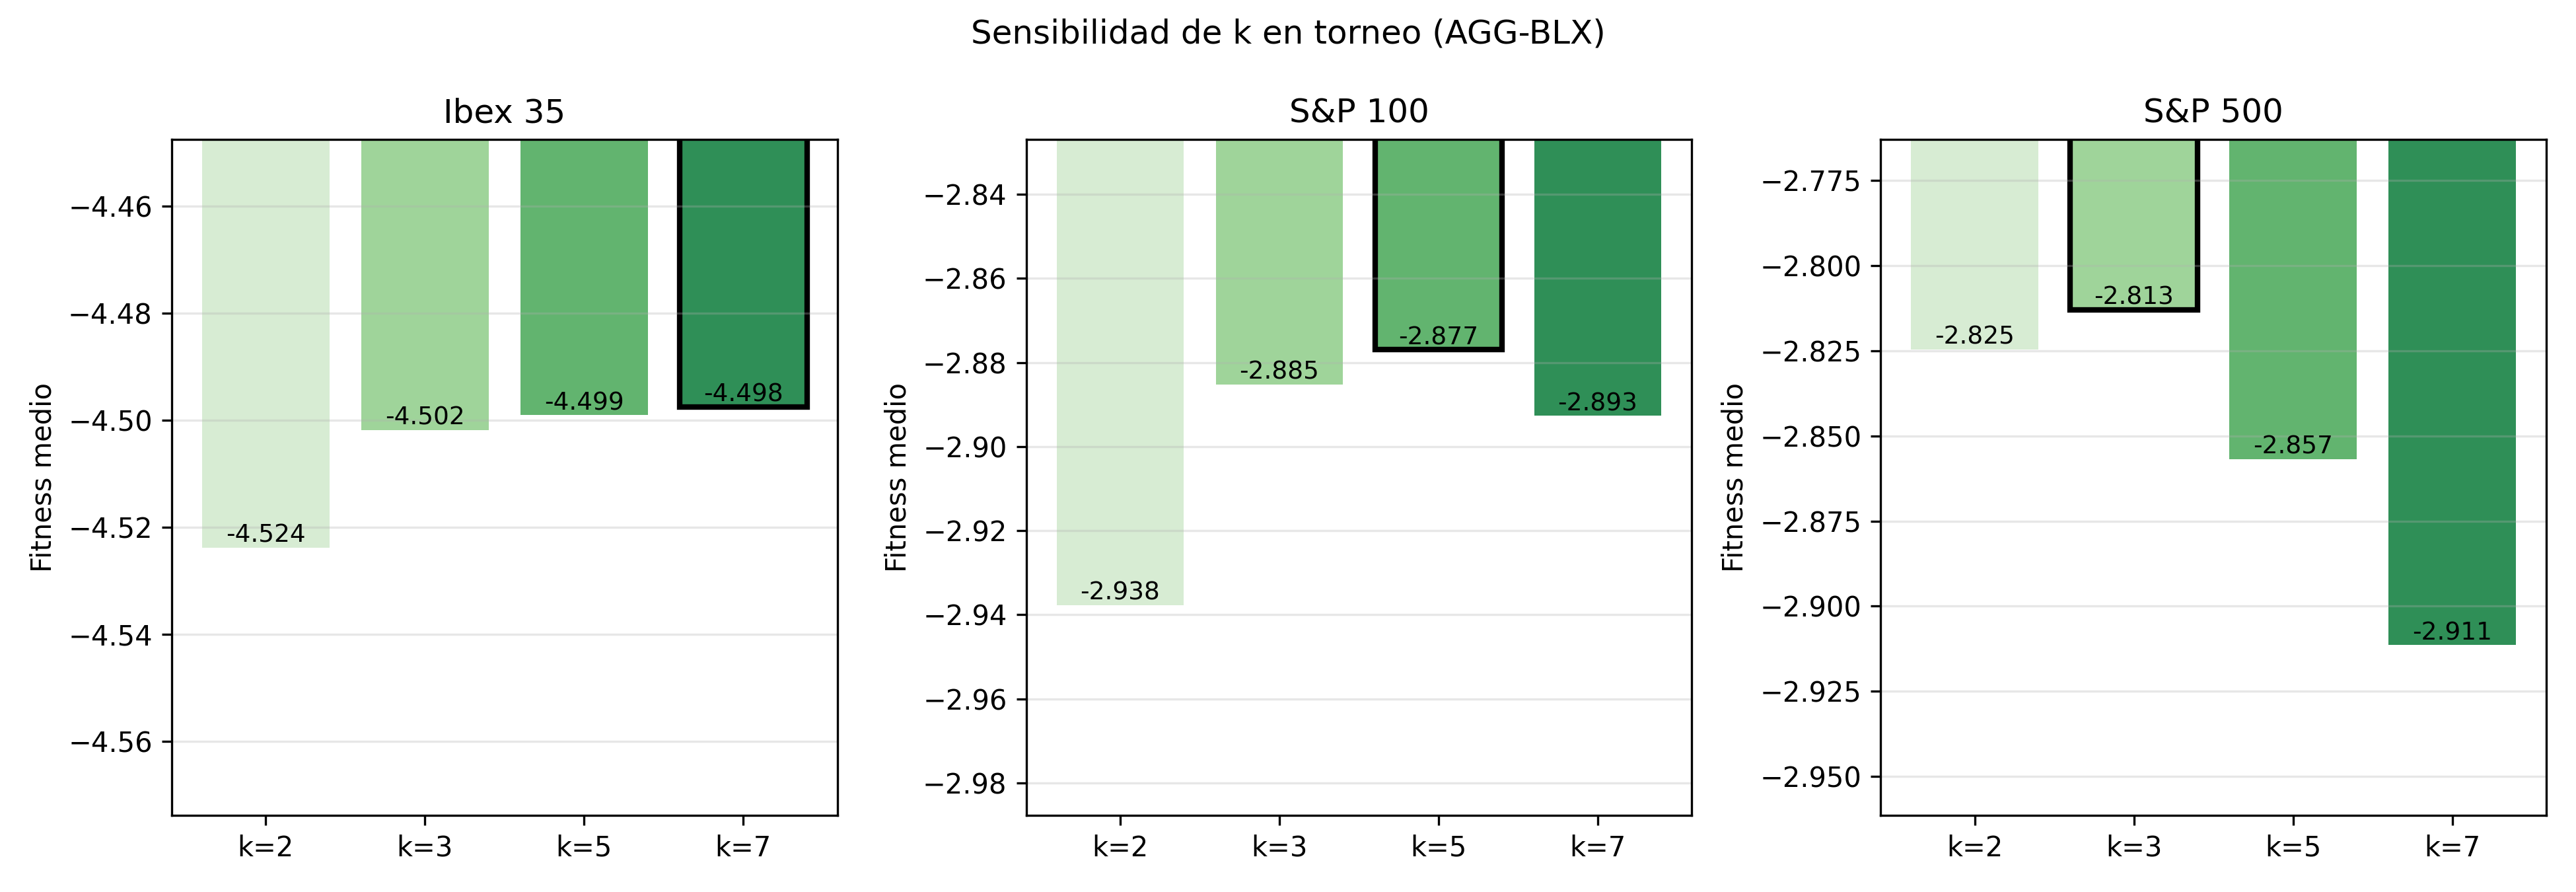 Sensibilidad de k en torneo (AGG-BLX)
Ibex 35
Fitness medio
−4.46
−4.48
−4.50
−4.52
−4.54
−4.56
-4.524
-4.502
-4.499
-4.498
k=2
k=3
k=5
k=7
S&P 100
Fitness medio
−2.84
−2.86
−2.88
−2.90
−2.92
−2.94
−2.96
−2.98
-2.938
-2.885
-2.877
-2.893
k=2
k=3
k=5
k=7
S&P 500
Fitness medio
−2.775
−2.800
−2.825
−2.850
−2.875
−2.900
−2.925
−2.950
-2.825
-2.813
-2.857
-2.911
k=2
k=3
k=5
k=7